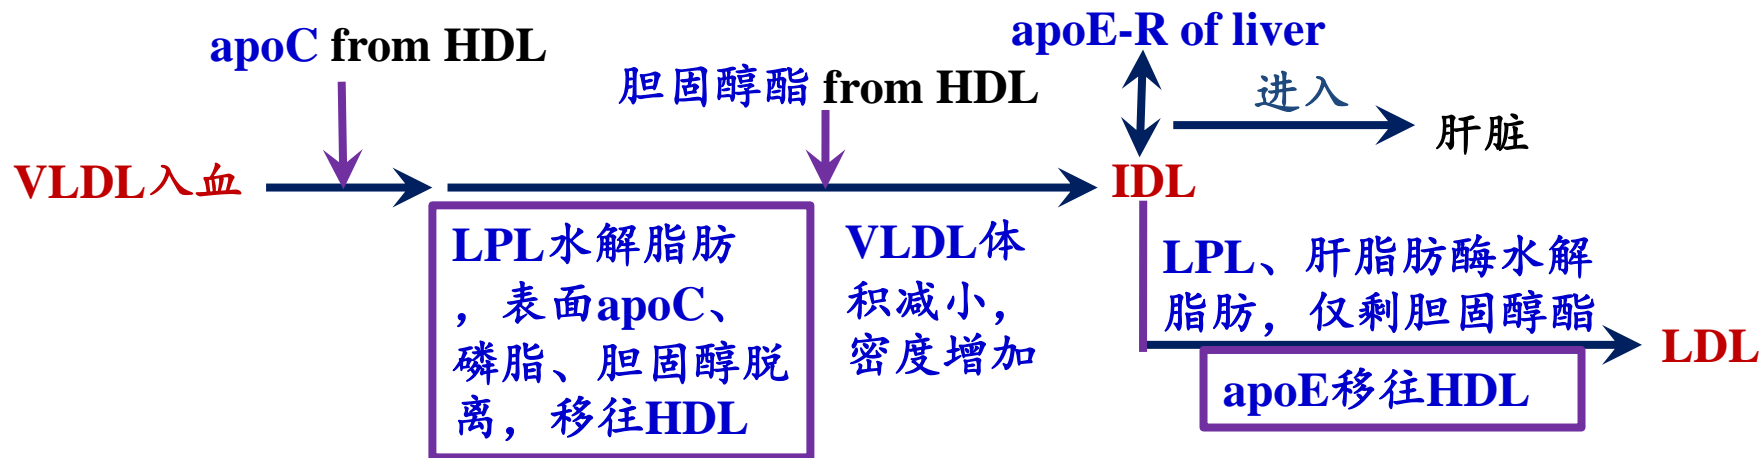 apoC from HDL
胆固醇酯 from HDL
apoE-R of liver
进入
肝脏
VLDL入血
IDL
LPL水解脂肪
，表面apoC、
磷脂、胆固醇脱
离，移往HDL
VLDL体
积减小，
密度增加
LPL、肝脂肪酶水解
脂肪，仅剩胆固醇酯
LDL
apoE移往HDL